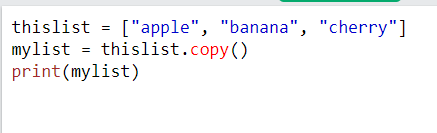 thislist = ["apple", "banana", "cherry"]
mylist = thislist.copy()
print(mylist)